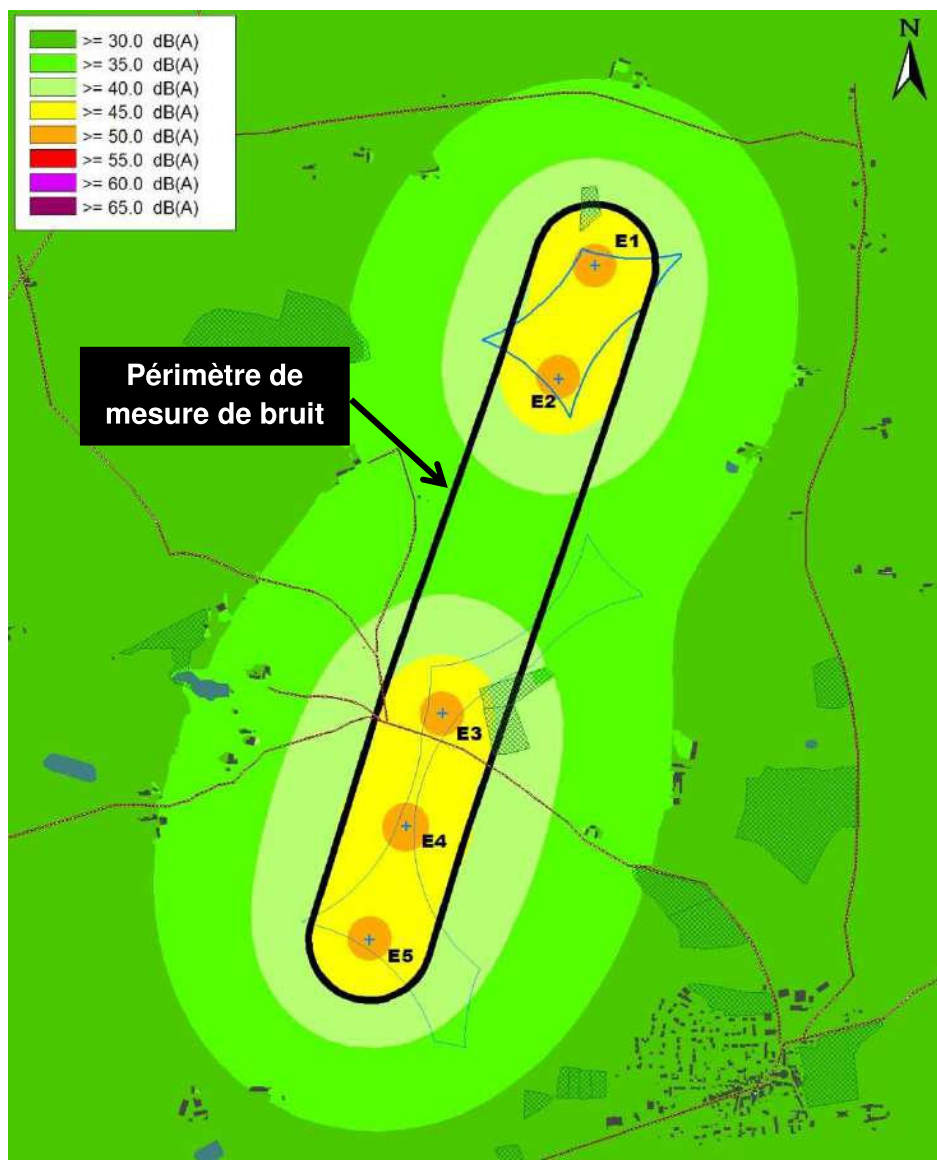 >= 30.0 dB(A)
>= 35.0 dB(A)
>= 40.0 dB(A)
>= 45.0 dB(A)
>= 50.0 dB(A)
>= 55.0 dB(A)
>= 60.0 dB(A)
>= 65.0 dB(A)
N
E1
E2
Périmètre de
mesure de bruit
E3
E4
E5